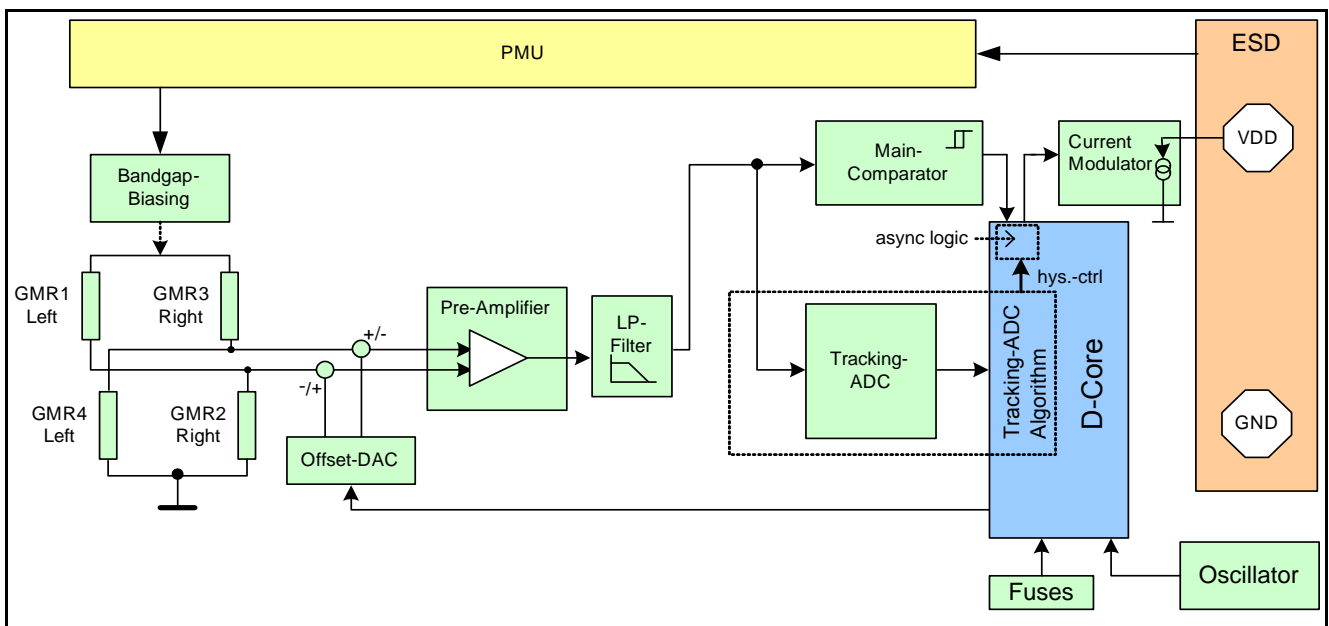 PMU
ESD
VDD
GND
Bandgap-
Biasing
GMR1
Left
GMR3
Right
GMR4
Left
GMR2
Right
+/-
-/+
Offset-DAC
Pre-Amplifier
LP-
Filter
Main-
Comparator
Current
Modulator
async logic
hys.-ctrl
Tracking-
ADC
Tracking-ADC
Algorithm
D-Core
Fuses
Oscillator